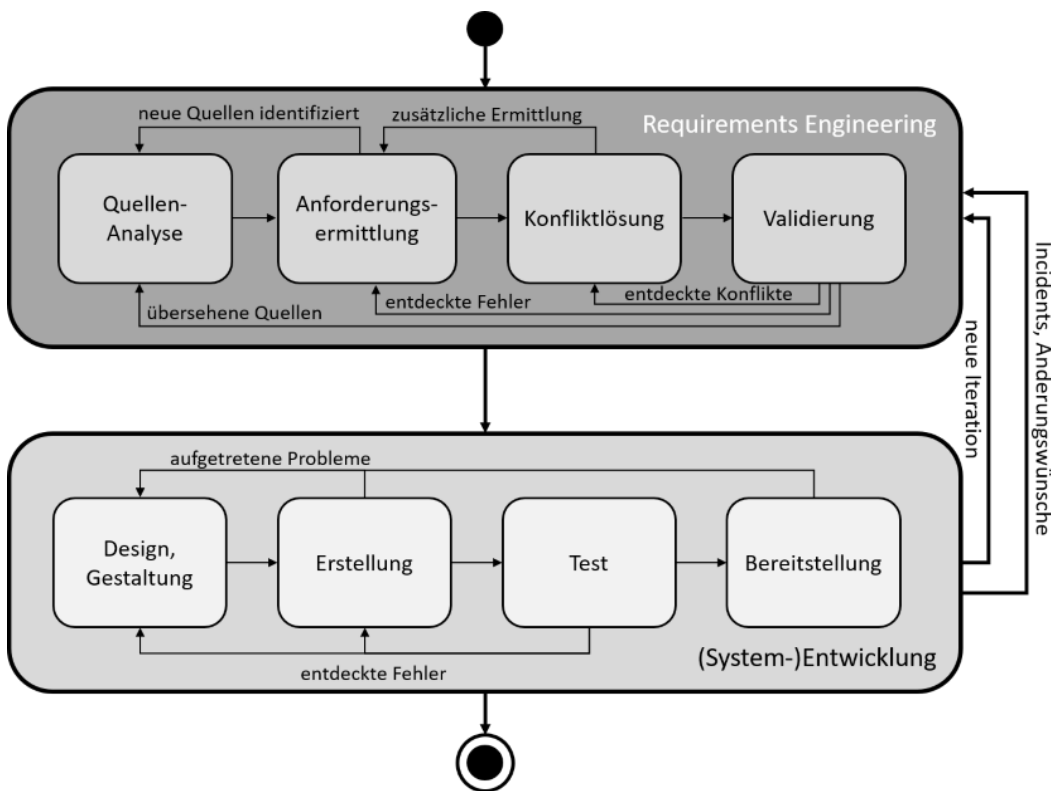 neue Quellen identifiziert
zusätzliche Ermittlung
Requirements Engineering
Quellen-
Analyse
Anforderungs-
ermittlung
Konfliktlösung
Validierung
entdeckte Konflikte
entdeckte Fehler
übersehene Quellen
neue Iteration
Incidents, Änderungswünsche
aufgetretene Probleme
Design,
Gestaltung
Erstellung
Test
Bereitstellung
entdeckte Fehler
(System-)Entwicklung